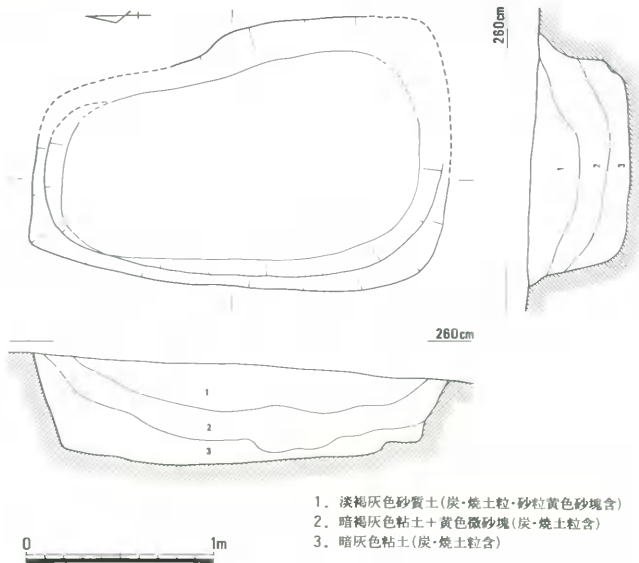 260cm
1
2
3
260cm
1
2
3
1. 淡褐灰色砂質土(炭・焼土粒・砂粒黄色砂塊含)
2. 暗褐灰色粘土+黄色微砂塊(炭・焼土粒含)
3. 暗灰色粘土(炭・焼土粒含)
0 1m